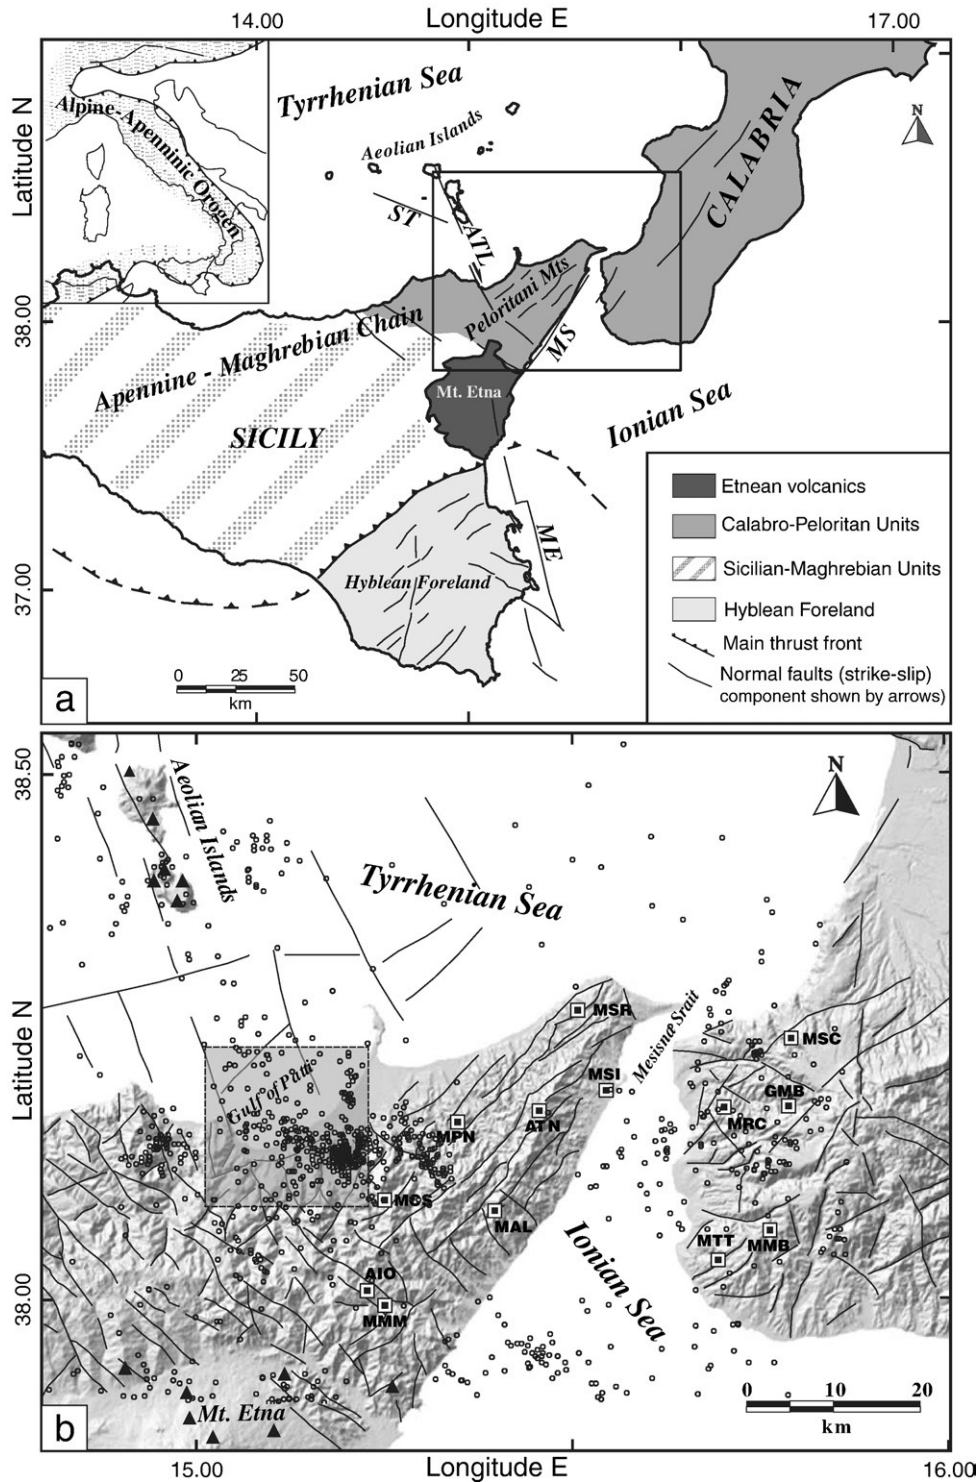 14.00
Longitude E
17.00
Latitude N
38.00
37.00
Alpine-Apenninic Orogen
Tyrrhenian Sea
Aeolian Islands
N
CALABRIA
ST
ATL
Peloritani Mts
MS
Apennine - Maghrebian Chain
Mt. Etna
SICILY
Ionian Sea
ME
Hyblean Foreland
Etnean volcanics
Calabro-Peloritan Units
Sicilian-Maghrebian Units
Hyblean Foreland
Main thrust front
Normal faults (strike-slip)
component shown by arrows)
0 25 50
km
a
38.50
Latitude N
38.00
Aeolian Islands
Tyrrhenian Sea
N
MSR
Mesisna Srait
MSC
MSI
GMB
Gulf of Patti
MRC
ATN
MPN
MCS
MAL
MTT
MMB
Ionian Sea
AIO
MMM
Mt. Etna
0 10 20
km
b
15.00
Longitude E
16.00